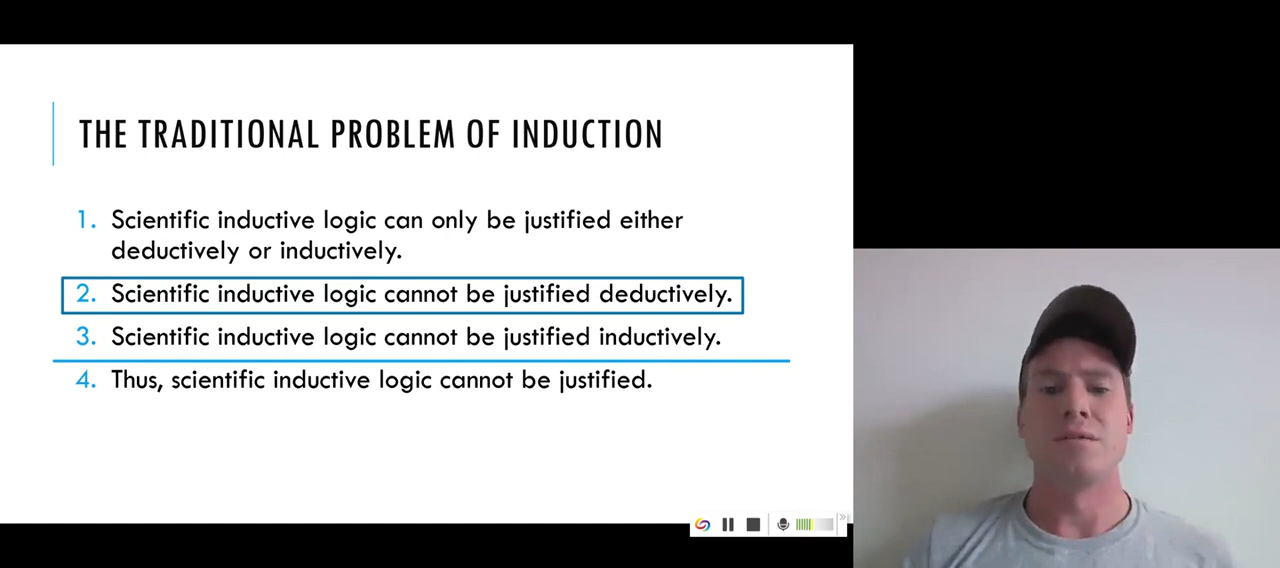 THE TRADITIONAL PROBLEM OF INDUCTION
1. Scientific inductive logic can only be justified either
deductively or inductively.
2. Scientific inductive logic cannot be justified deductively.
3. Scientific inductive logic cannot be justified inductively.
4. Thus, scientific inductive logic cannot be justified.